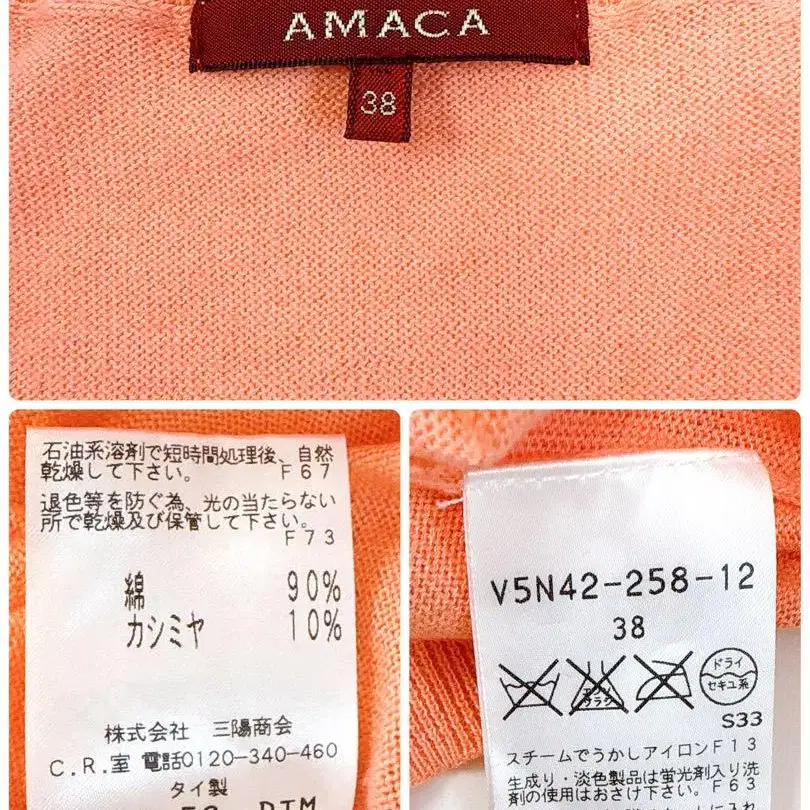 AMACA
38
石油系溶剤で短時間処理後、自然
乾燥して下さい。 F67
退色等を防ぐ為、光の当たらない
所で乾燥及び保管して下さい。
F73
綿 90%
カシミヤ 10%
株式会社 三陽商会
C.R.室 電話0120-340-460
タイ製
V5N42-258-12
38
エンソ
サラシ
ドライ
セキユ系
S33
スチームでうかしアイロンF13
生成り・淡色製品は蛍光剤入り洗
剤の使用はおさけ下さい。F63